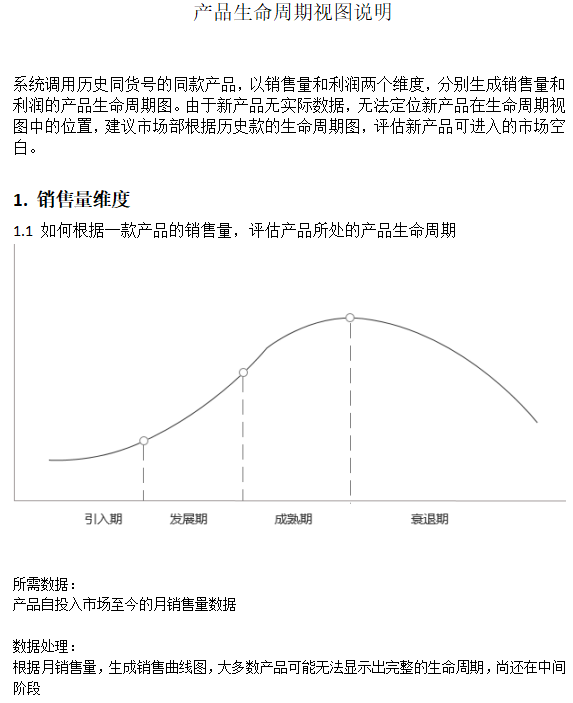 产品生命周期视图说明
系统调用历史同货号的同款产品，以销售量和利润两个维度，分别生成销售量和
利润的产品生命周期图。由于新产品无实际数据，无法定位新产品在生命周期视
图中的位置，建议市场部根据历史款的生命周期图，评估新产品可进入的市场空
白。
1. 销售量维度
1.1 如何根据一款产品的销售量，评估产品所处的产品生命周期
引入期 发展期 成熟期 衰退期
所需数据：
产品自投入市场至今的月销售量数据
数据处理：
根据月销售量，生成销售曲线图，大多数产品可能无法显示出完整的生命周期，尚还在中间
阶段